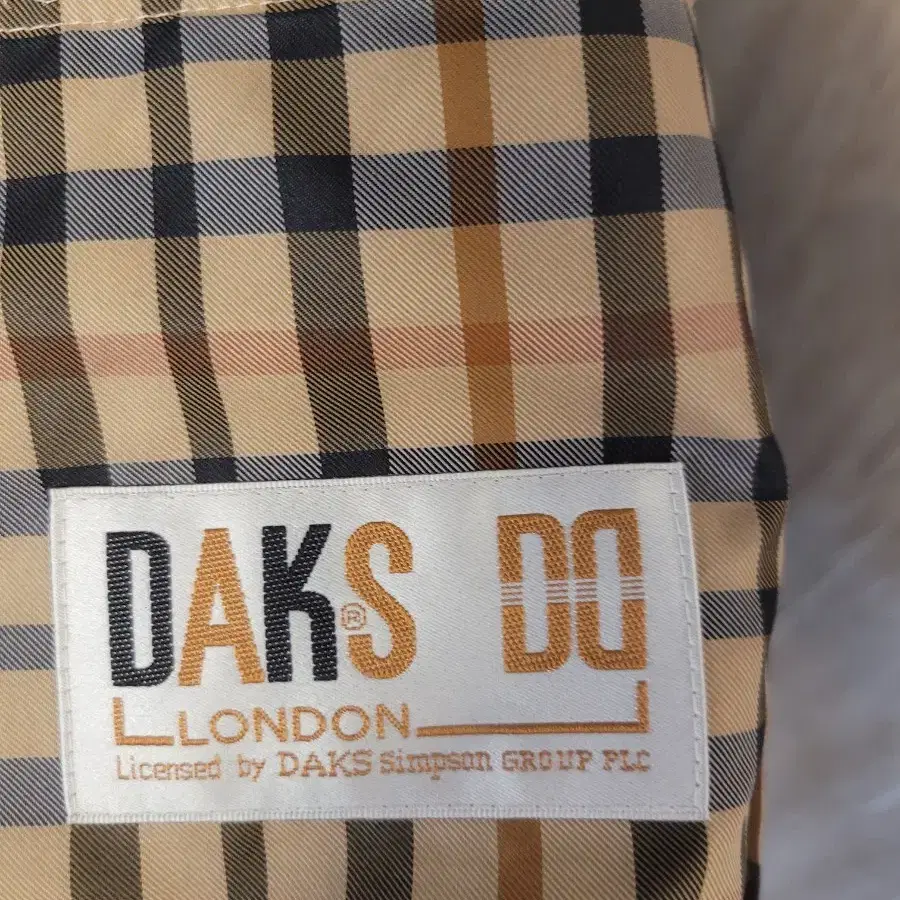 DAKS® DD
LONDON
Licensed by DAKS Simpson GROUP PLC